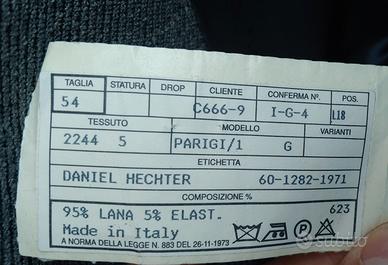 TAGLIA STATURA DROP CLIENTE CONFERMA N°. POS.
54 C666-9 I-G-4 L18
TESSUTO MODELLO
2244 5 PARIGI/1 G
ETICHETTA
DANIEL HECHTER 60-1282-1971
COMPOSIZIONE %
95% LANA 5% ELAST. 623
Made in Italy
A NORMA DELLA LEGGE N. 883 DEL 26-11-1973
subito